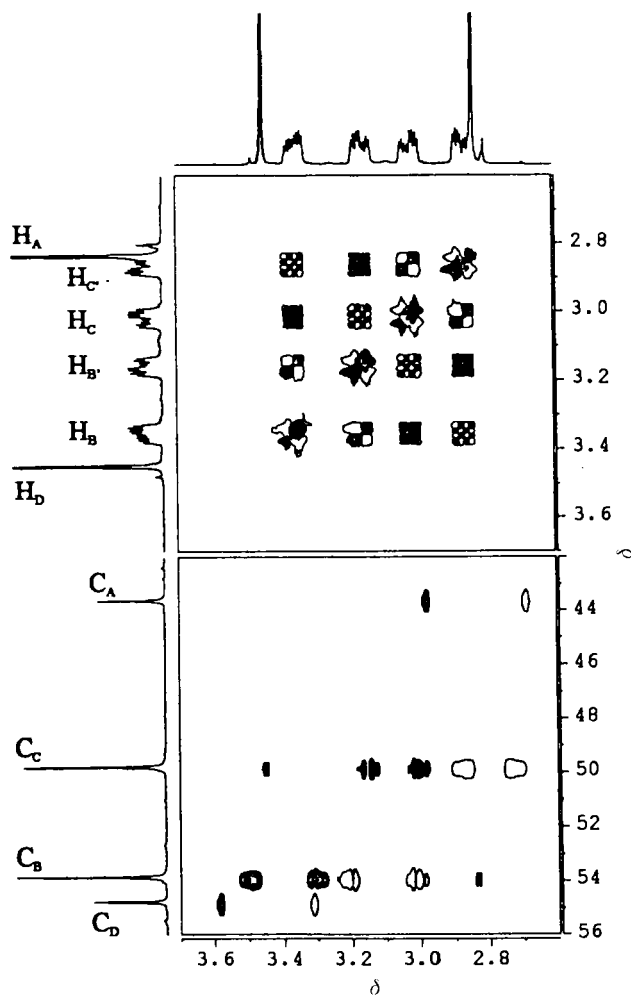 H_A
H_C'
H_C
H_B'
H_B
H_D
2.8
3.0
3.2
3.4
3.6
δ
C_A
C_C
C_B
C_D
44
46
48
50
52
54
56
3.6 3.4 3.2 3.0 2.8
δ